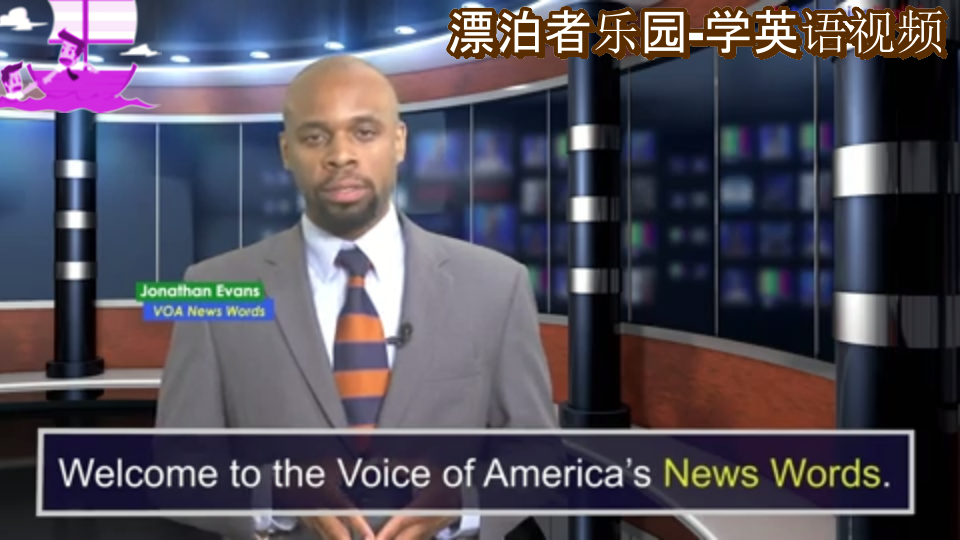 漂泊者乐园-学英语视频
Jonathan Evans
VOA News Words
Welcome to the Voice of America's News Words.